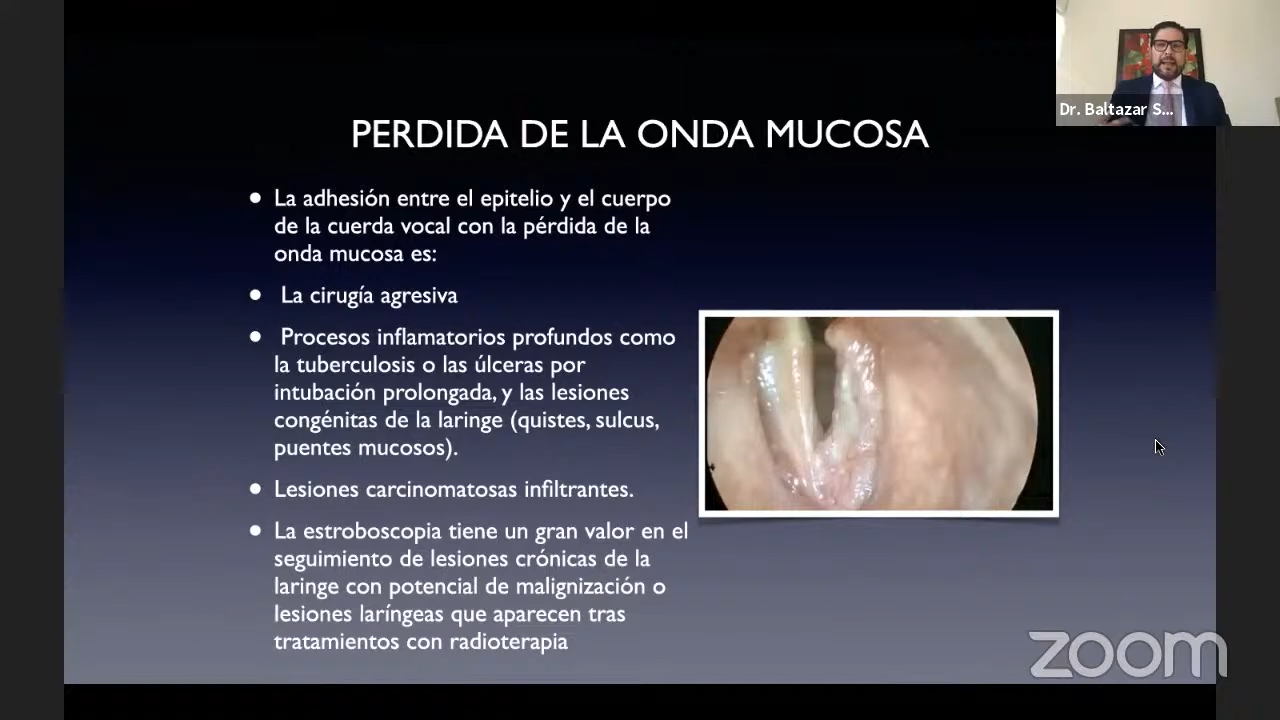 Dr. Baltazar S...
PERDIDA DE LA ONDA MUCOSA
• La adhesión entre el epitelio y el cuerpo
de la cuerda vocal con la pérdida de la
onda mucosa es:
• La cirugía agresiva
• Procesos inflamatorios profundos como
la tuberculosis o las úlceras por
intubación prolongada, y las lesiones
congénitas de la laringe (quistes, sulcus,
puentes mucosos).
• Lesiones carcinomatosas infiltrantes.
• La estroboscopia tiene un gran valor en el
seguimiento de lesiones crónicas de la
laringe con potencial de malignización o
lesiones laríngeas que aparecen tras
tratamientos con radioterapia
zoom